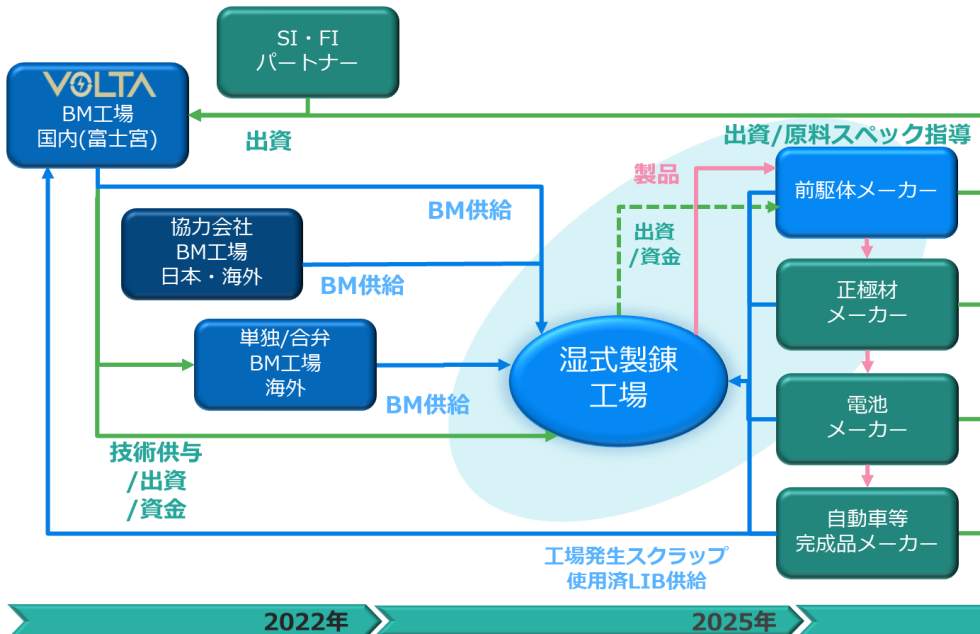 SI・FI
パートナー
VOLTA
BM工場
国内(富士宮)
出資
出資/原料スペック指導
製品
前駆体メーカー
BM供給
協力会社
BM工場
日本・海外
BM供給
出資
/資金
正極材
メーカー
単独/合弁
BM工場
海外
BM供給
湿式製錬
工場
電池
メーカー
技術供与
/出資
/資金
自動車等
完成品メーカー
工場発生スクラップ
使用済LIB供給
2022年
2025年